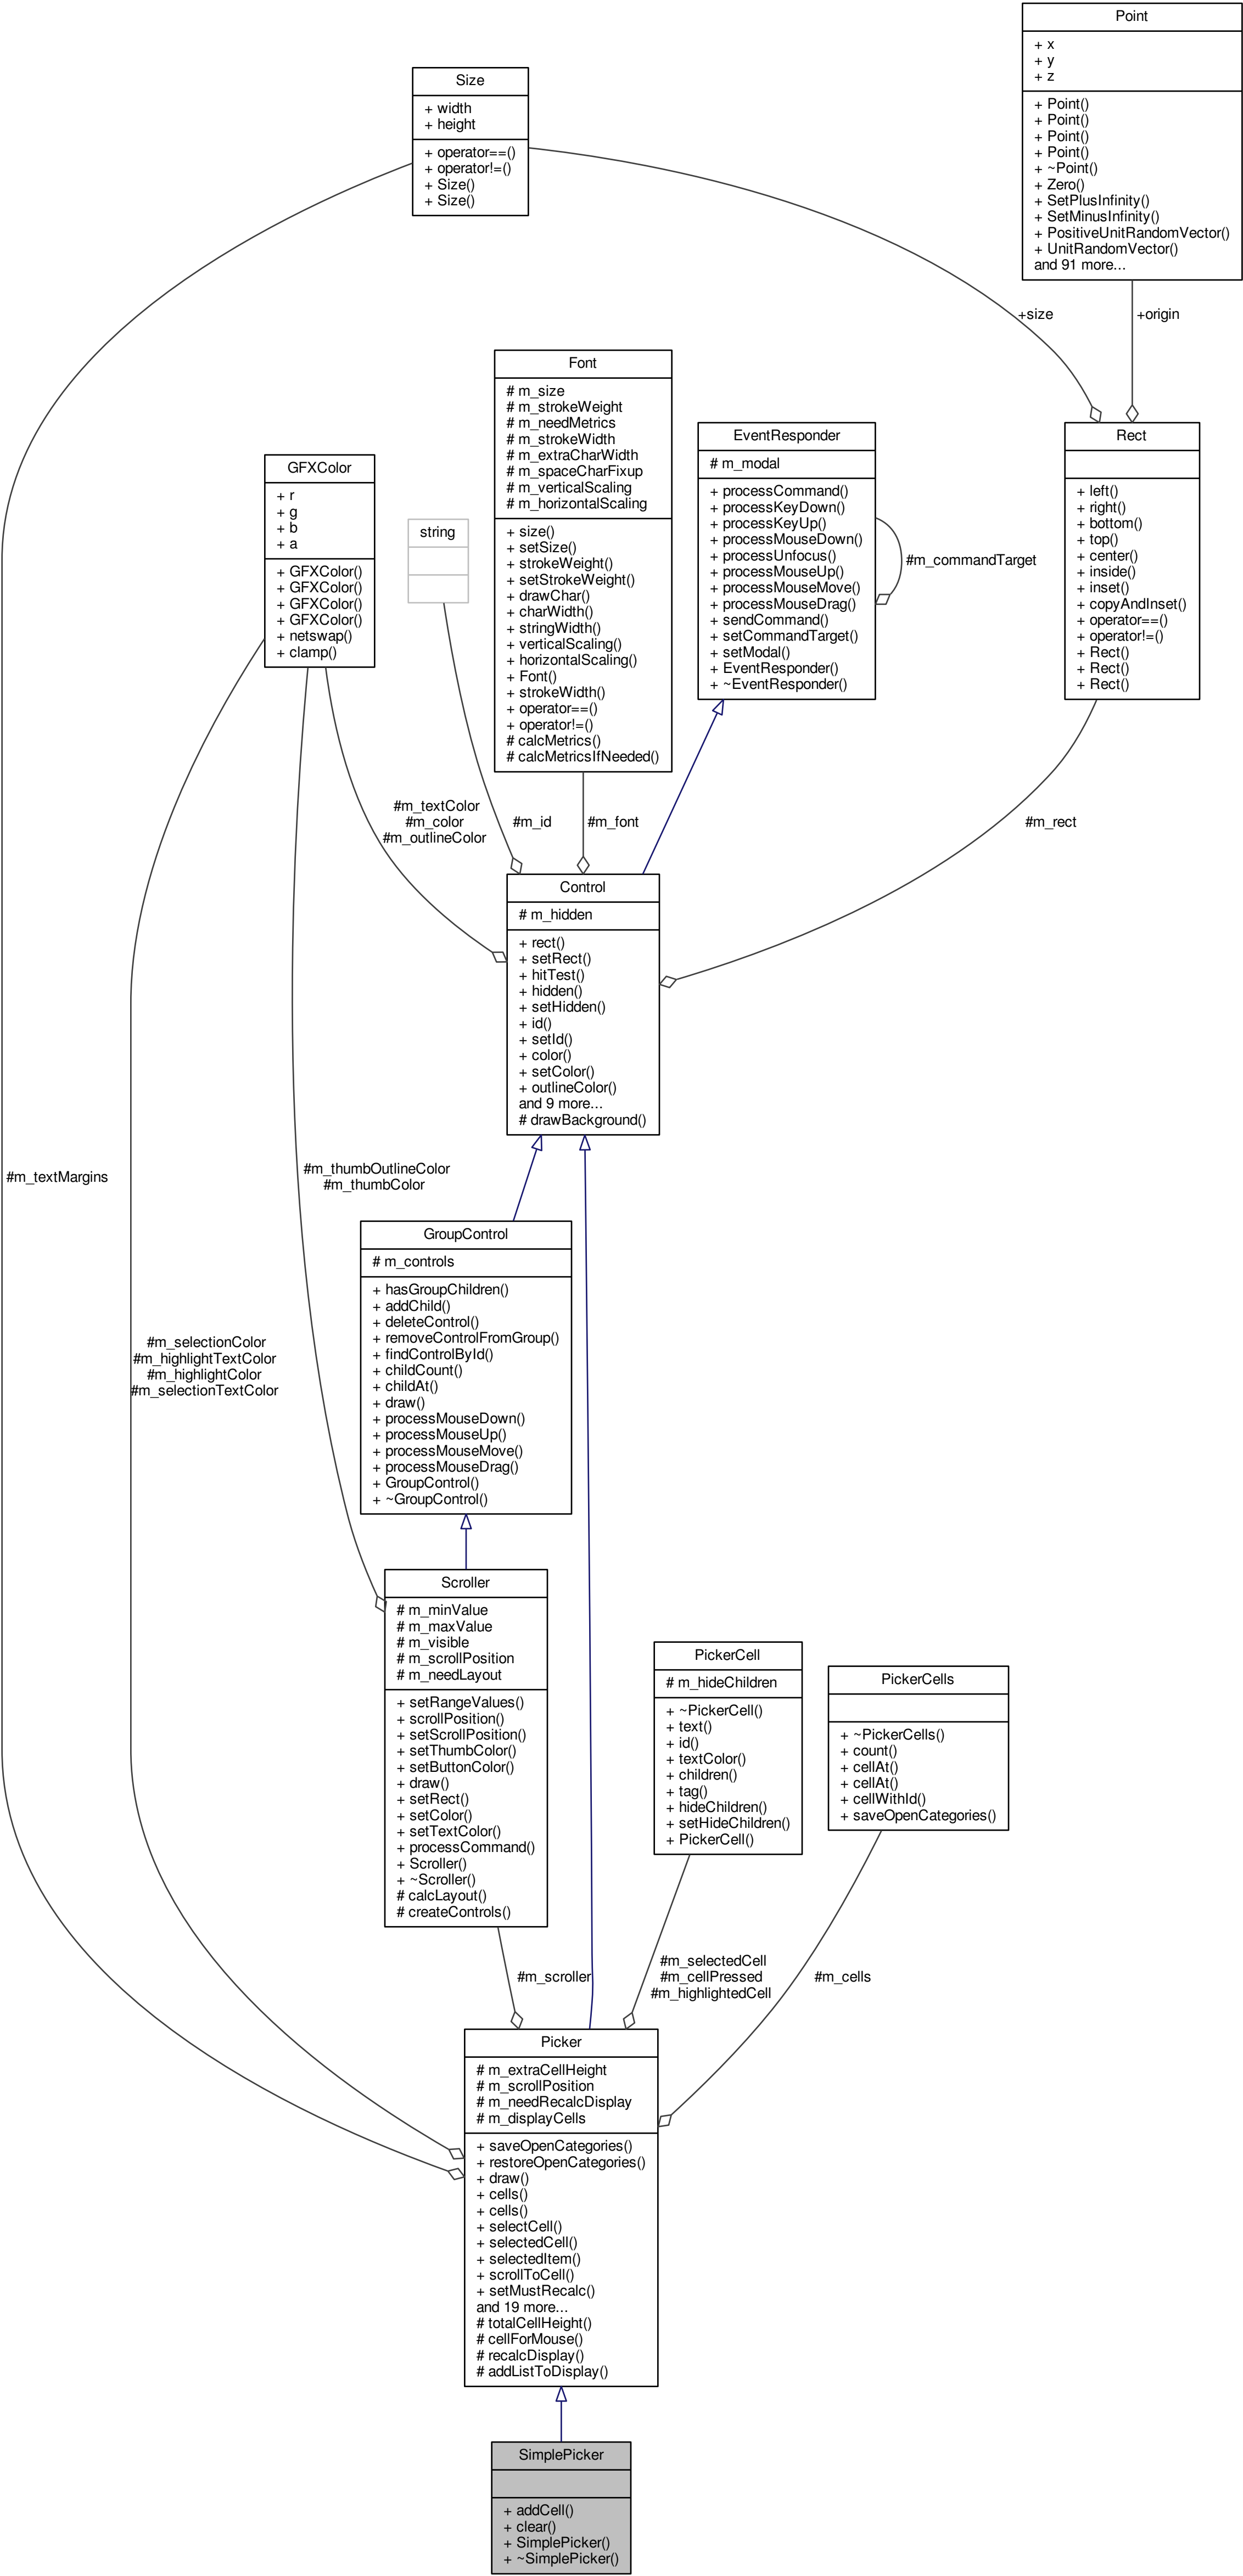 Point
+ x
+ y
+ z
+ Point()
+ Point()
+ Point()
+ Point()
+ ~Point()
+ Zero()
+ SetPlusInfinity()
+ SetMinusInfinity()
+ PositiveUnitRandomVector()
+ UnitRandomVector()
and 91 more...
Size
+ width
+ height
+ operator==()
+ operator!=()
+ Size()
+ Size()
+size
+origin
Font
# m_size
# m_strokeWeight
# m_needMetrics
# m_strokeWidth
# m_extraCharWidth
# m_spaceCharFixup
# m_verticalScaling
# m_horizontalScaling
+ size()
+ setSize()
+ strokeWeight()
+ setStrokeWeight()
+ drawChar()
+ charWidth()
+ stringWidth()
+ verticalScaling()
+ horizontalScaling()
+ Font()
+ strokeWidth()
+ operator==()
+ operator!=()
# calcMetrics()
# calcMetricsIfNeeded()
EventResponder
# m_modal
+ processCommand()
+ processKeyDown()
+ processKeyUp()
+ processMouseDown()
+ processUnfocus()
+ processMouseUp()
+ processMouseMove()
+ processMouseDrag()
+ sendCommand()
+ setCommandTarget()
+ setModal()
+ EventResponder()
+ ~EventResponder()
#m_commandTarget
Rect
+ left()
+ right()
+ bottom()
+ top()
+ center()
+ inside()
+ inset()
+ copyAndInset()
+ operator==()
+ operator!=()
+ Rect()
+ Rect()
+ Rect()
GFXColor
+ r
+ g
+ b
+ a
+ GFXColor()
+ GFXColor()
+ GFXColor()
+ GFXColor()
+ netswap()
+ clamp()
string
#m_textColor
#m_color
#m_outlineColor
#m_id
#m_font
#m_rect
Control
# m_hidden
+ rect()
+ setRect()
+ hitTest()
+ hidden()
+ setHidden()
+ id()
+ setId()
+ color()
+ setColor()
+ outlineColor()
and 9 more...
# drawBackground()
#m_textMargins
#m_thumbOutlineColor
#m_thumbColor
GroupControl
# m_controls
+ hasGroupChildren()
+ addChild()
+ deleteControl()
+ removeControlFromGroup()
+ findControlById()
+ childCount()
+ childAt()
+ draw()
+ processMouseDown()
+ processMouseUp()
+ processMouseMove()
+ processMouseDrag()
+ GroupControl()
+ ~GroupControl()
#m_selectionColor
#m_highlightTextColor
#m_highlightColor
#m_selectionTextColor
Scroller
# m_minValue
# m_maxValue
# m_visible
# m_scrollPosition
# m_needLayout
+ setRangeValues()
+ scrollPosition()
+ setScrollPosition()
+ setThumbColor()
+ setButtonColor()
+ draw()
+ setRect()
+ setColor()
+ setTextColor()
+ processCommand()
+ Scroller()
+ ~Scroller()
# calcLayout()
# createControls()
PickerCell
# m_hideChildren
+ ~PickerCell()
+ text()
+ id()
+ textColor()
+ children()
+ tag()
+ hideChildren()
+ setHideChildren()
+ PickerCell()
PickerCells
+ ~PickerCells()
+ count()
+ cellAt()
+ cellAt()
+ cellWithId()
+ saveOpenCategories()
#m_scroller
#m_selectedCell
#m_cellPressed
#m_highlightedCell
#m_cells
Picker
# m_extraCellHeight
# m_scrollPosition
# m_needRecalcDisplay
# m_displayCells
+ saveOpenCategories()
+ restoreOpenCategories()
+ draw()
+ cells()
+ cells()
+ selectCell()
+ selectedCell()
+ selectedItem()
+ scrollToCell()
+ setMustRecalc()
and 19 more...
# totalCellHeight()
# cellForMouse()
# recalcDisplay()
# addListToDisplay()
SimplePicker
+ addCell()
+ clear()
+ SimplePicker()
+ ~SimplePicker()